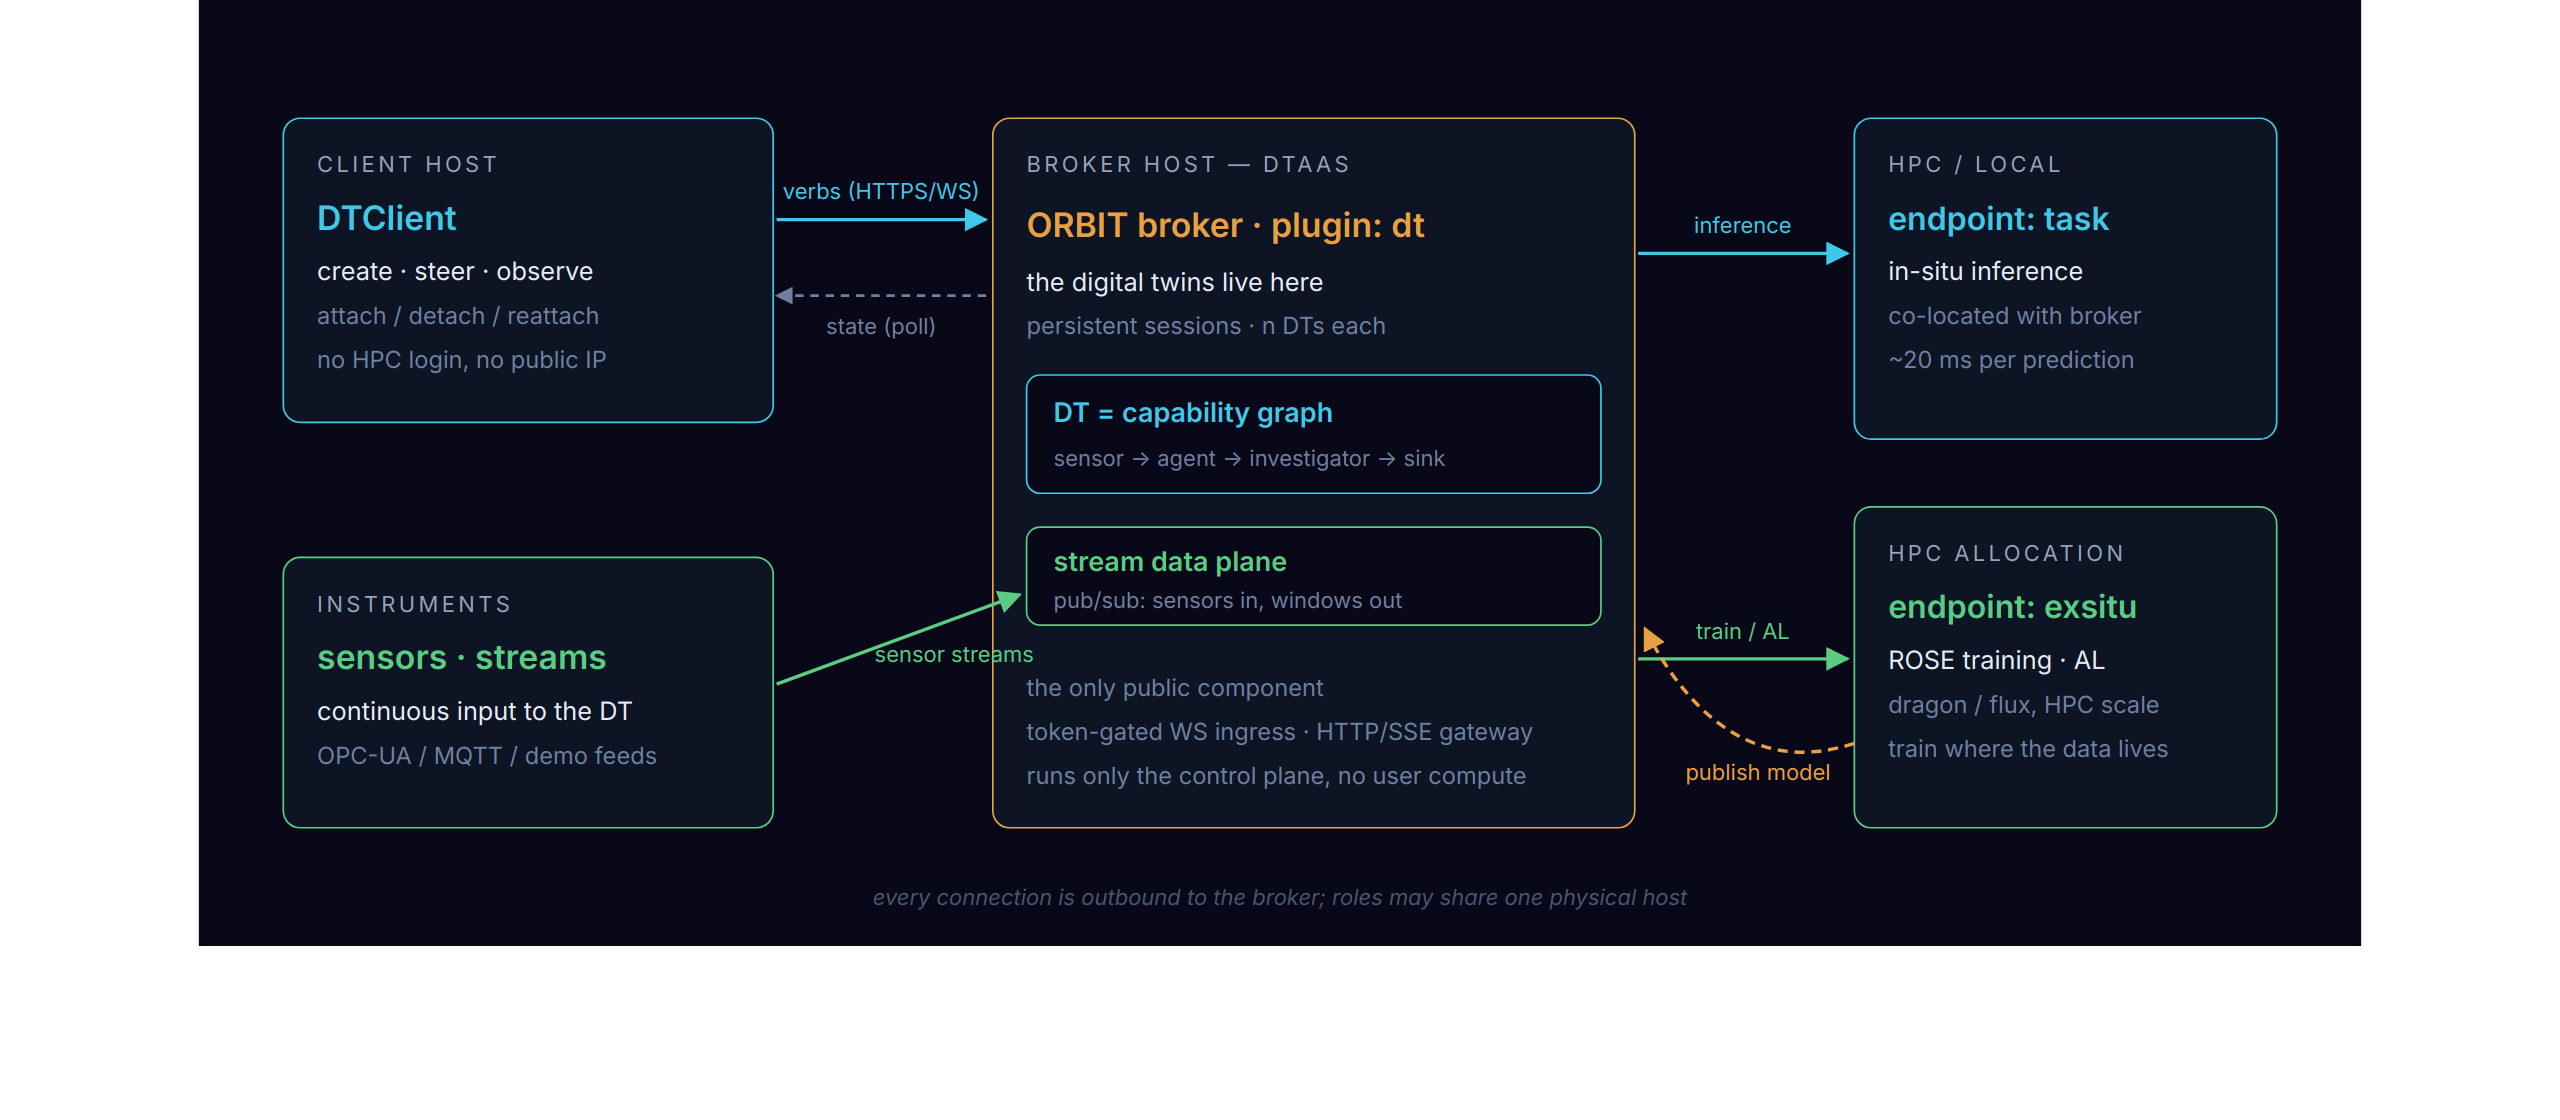 CLIENT HOST
DTClient
create · steer · observe
attach / detach / reattach
no HPC login, no public IP
verbs (HTTPS/WS)
state (poll)
INSTRUMENTS
sensors · streams
continuous input to the DT
OPC-UA / MQTT / demo feeds
sensor streams
BROKER HOST — DTAAS
ORBIT broker · plugin: dt
the digital twins live here
persistent sessions · n DTs each
DT = capability graph
sensor → agent → investigator → sink
stream data plane
pub/sub: sensors in, windows out
the only public component
token-gated WS ingress · HTTP/SSE gateway
runs only the control plane, no user compute
inference
train / AL
publish model
HPC / LOCAL
endpoint: task
in-situ inference
co-located with broker
~20 ms per prediction
HPC ALLOCATION
endpoint: exsitu
ROSE training · AL
dragon / flux, HPC scale
train where the data lives
every connection is outbound to the broker; roles may share one physical host